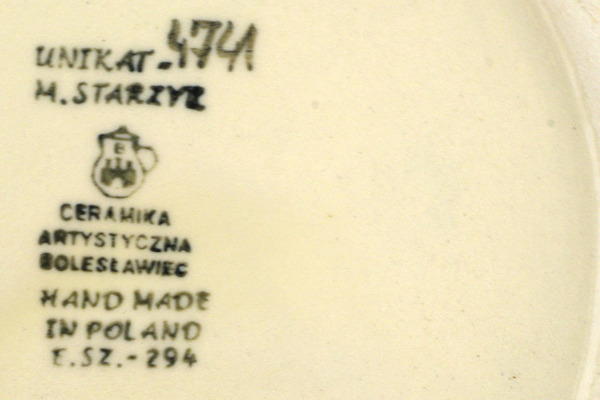 UNIKAT-4741
M. STARZYK
B
CERAMIKA
ARTYSTYCZNA
BOLESŁAWIEC
HAND MADE
IN POLAND
E.SZ.-294